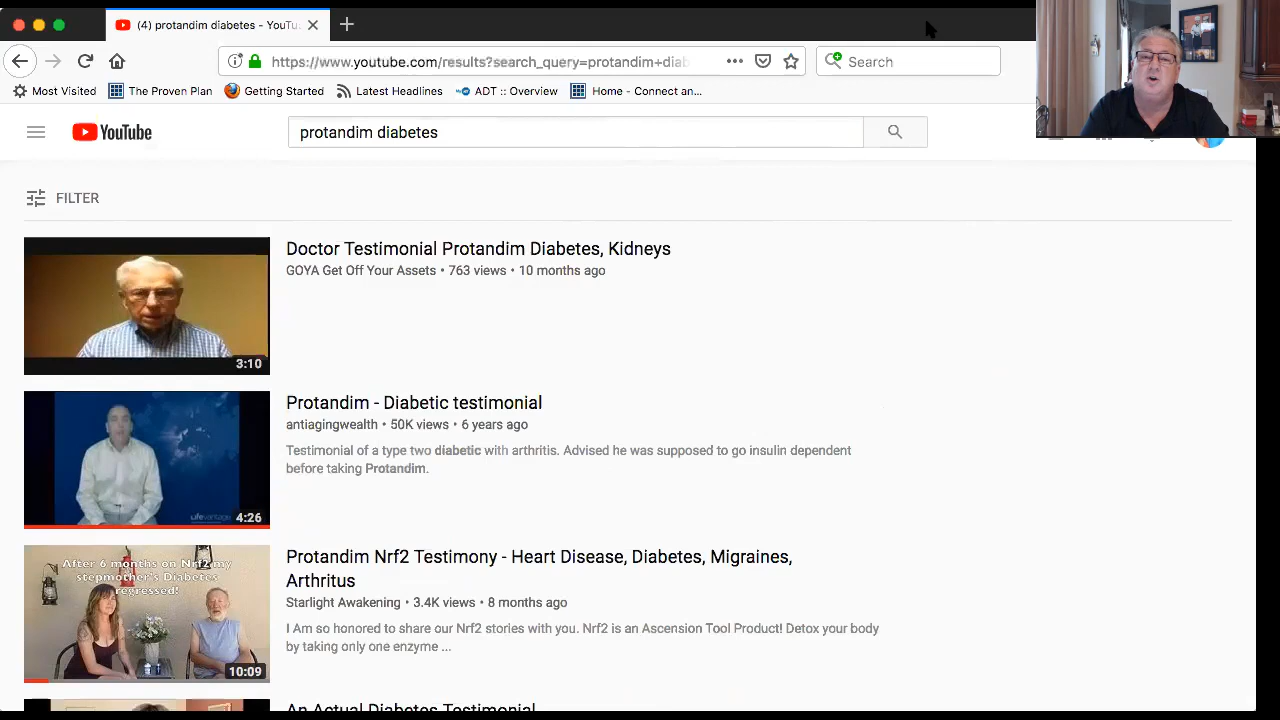 (4) protandim diabetes - YouTu
https://www.youtube.com/results?search_query=protandim+diab
Search
Most Visited
The Proven Plan
Getting Started
Latest Headlines
ADT :: Overview
Home - Connect an...
YouTube
protandim diabetes
FILTER
Doctor Testimonial Protandim Diabetes, Kidneys
GOYA Get Off Your Assets • 763 views • 10 months ago
3:10
Protandim - Diabetic testimonial
antiagingwealth • 50K views • 6 years ago
Testimonial of a type two diabetic with arthritis. Advised he was supposed to go insulin dependent
before taking Protandim.
lifevantage
4:26
After 6 months on Nrf2 my
stepmother's Diabetes
regressed!
10:09
Protandim Nrf2 Testimony - Heart Disease, Diabetes, Migraines,
Arthritus
Starlight Awakening • 3.4K views • 8 months ago
I Am so honored to share our Nrf2 stories with you. Nrf2 is an Ascension Tool Product! Detox your body
by taking only one enzyme ...
An Actual Diabetes Testimonial